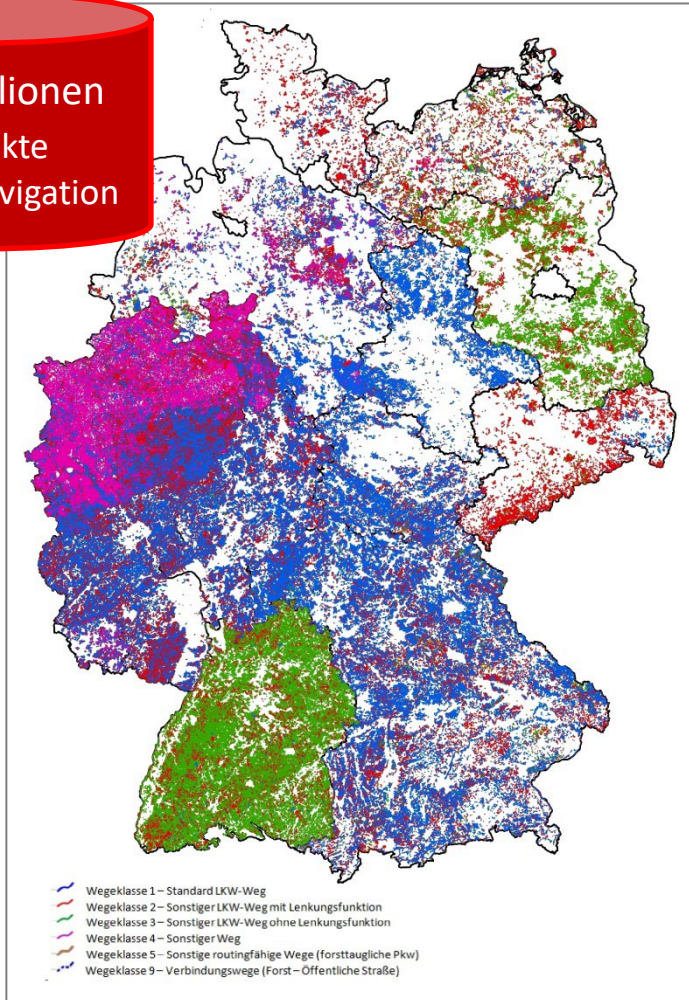 lionen
kte
vigation
Wegeklasse 1 – Standard LKW-Weg
Wegeklasse 2 – Sonstiger LKW-Weg mit Lenkungsfunktion
Wegeklasse 3 – Sonstiger LKW-Weg ohne Lenkungsfunktion
Wegeklasse 4 – Sonstiger Weg
Wegeklasse 5 – Sonstige routingfähige Wege (forsttaugliche Pkw)
Wegeklasse 9 – Verbindungswege (Forst – Öffentliche Straße)